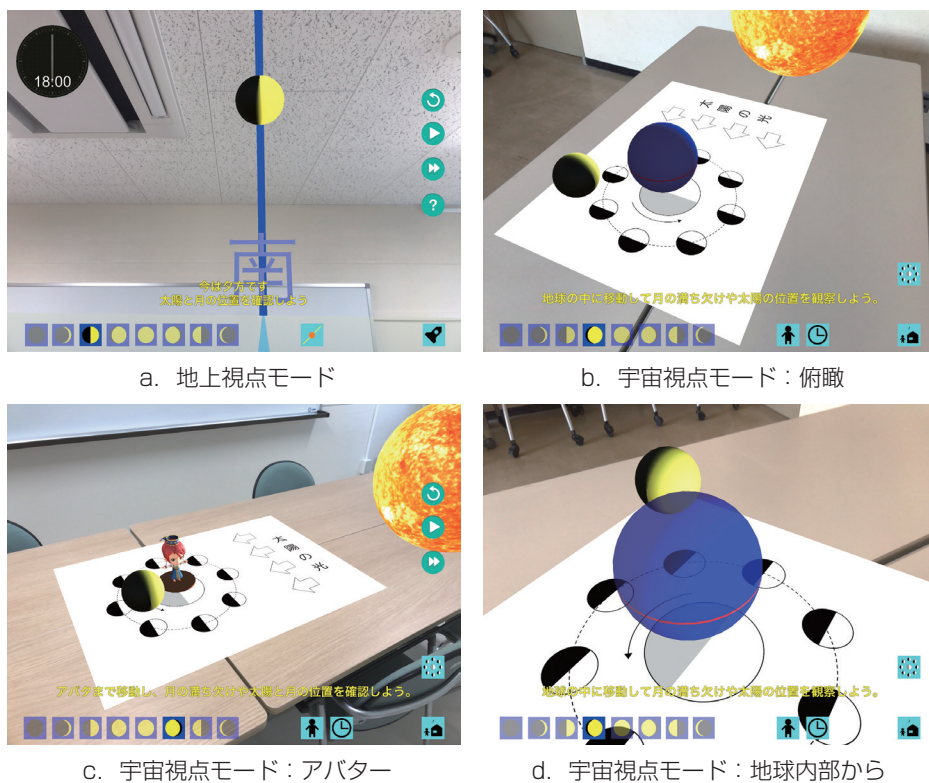 18:00
?
南
今は夕方です
太陽と月の位置を確認しよう
a. 地上視点モード
太陽の光
地球の中に移動して月の満ち欠けや太陽の位置を観察しよう。
b. 宇宙視点モード：俯瞰
太陽の光
アバタまで移動し、月の満ち欠けや太陽と月の位置を確認しよう。
c. 宇宙視点モード：アバター
地球の中に移動して月の満ち欠けや太陽の位置を観察しよう。
d. 宇宙視点モード：地球内部から